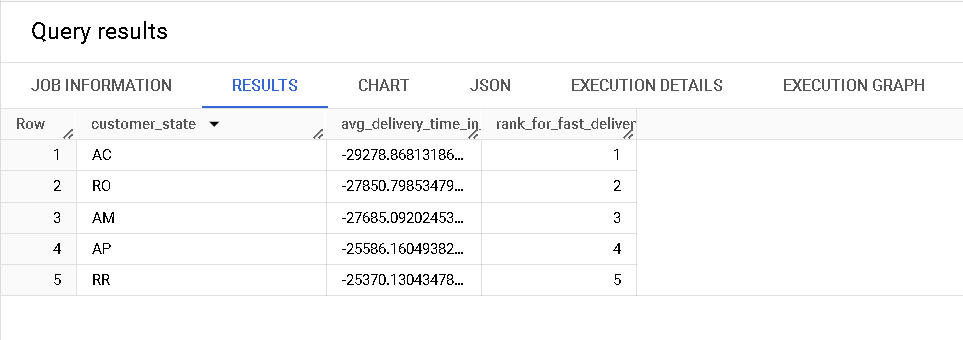 Query results
JOB INFORMATION RESULTS CHART JSON EXECUTION DETAILS EXECUTION GRAPH
Row customer_state avg_delivery_time_in_ rank_for_fast_deliver
1 AC -29278.86813186... 1
2 RO -27850.79853479... 2
3 AM -27685.09202453... 3
4 AP -25586.16049382... 4
5 RR -25370.13043478... 5